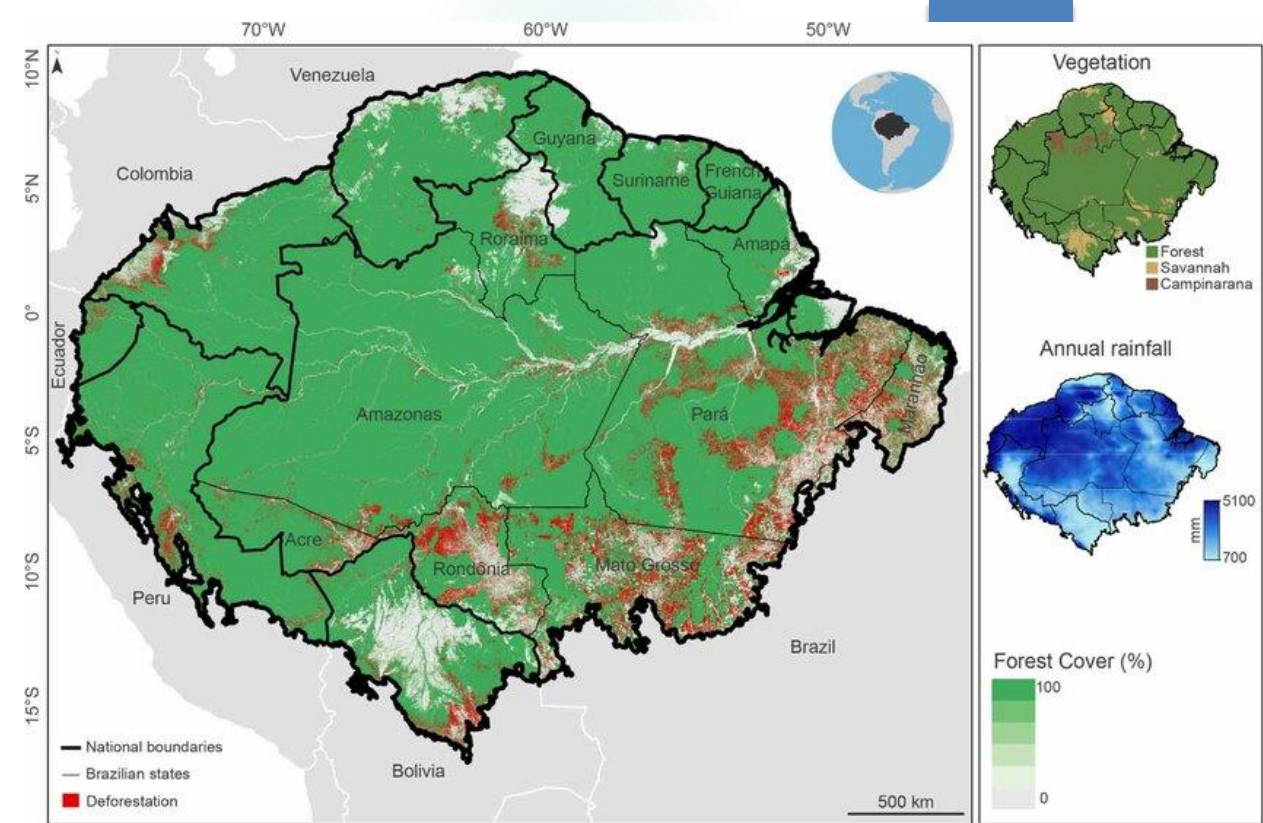 70°W 60°W 50°W
10°N
5°N
0°
5°S
10°S
15°S
Venezuela
Guyana
Colombia
Suriname
French
Guiana
Roraima
Amapá
Ecuador
Amazonas
Pará
Maranhão
Acre
Rondônia
Mato Grosso
Peru
Brazil
Bolivia
National boundaries
Brazilian states
Deforestation
500 km
Vegetation
Forest
Savannah
Campinarana
Annual rainfall
5100
mm
700
Forest Cover (%)
100
0